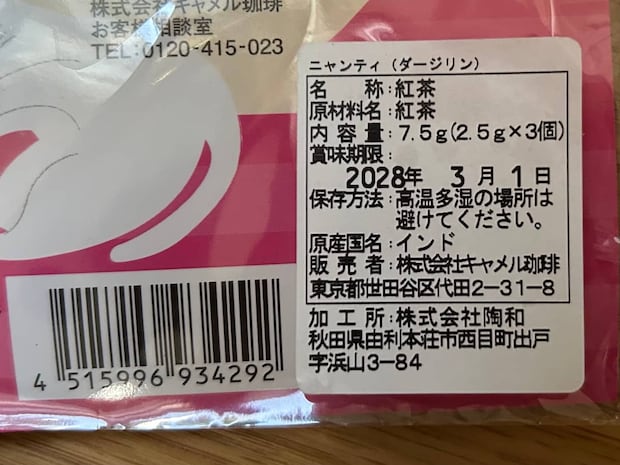 株式会社キャメル珈琲
お客様相談室
TEL:0120-415-023
ニャンティ（ダージリン）
名　　称：紅茶
原材料名：紅茶
内 容 量：7.5g(2.5g×3個)
賞味期限：
2028年 3月 1日
保存方法：高温多湿の場所は
避けてください。
原産国名：インド
販 売 者：株式会社キャメル珈琲
東京都世田谷区代田2-31-8
加 工 所：株式会社陶和
秋田県由利本荘市西目町出戸
字浜山3-84
4 515996 934292